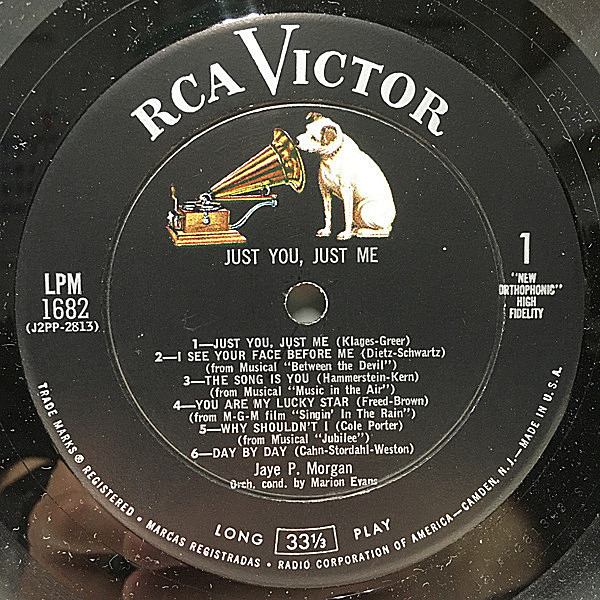 RCA VICTOR
JUST YOU, JUST ME
LPM
1682
(J2PP-2813)
1
"NEW
ORTHOPHONIC"
HIGH
FIDELITY
1—JUST YOU, JUST ME (Klages-Greer)
2—I SEE YOUR FACE BEFORE ME (Dietz-Schwartz)
(from Musical "Between the Devil")
3—THE SONG IS YOU (Hammerstein-Kern)
(from Musical "Music in the Air")
4—YOU ARE MY LUCKY STAR (Freed-Brown)
(from M-G-M film "Singin' In The Rain")
5—WHY SHOULDN'T I (Cole Porter)
(from Musical "Jubilee")
6—DAY BY DAY (Cahn-Stordahl-Weston)
Jaye P. Morgan
Orch. cond. by Marion Evans
LONG 33⅓ PLAY
TRADE MARKS ® REGISTERED • MARCAS REGISTRADAS • RADIO CORPORATION OF AMERICA—CAMDEN, N. J.—MADE IN U.S.A.